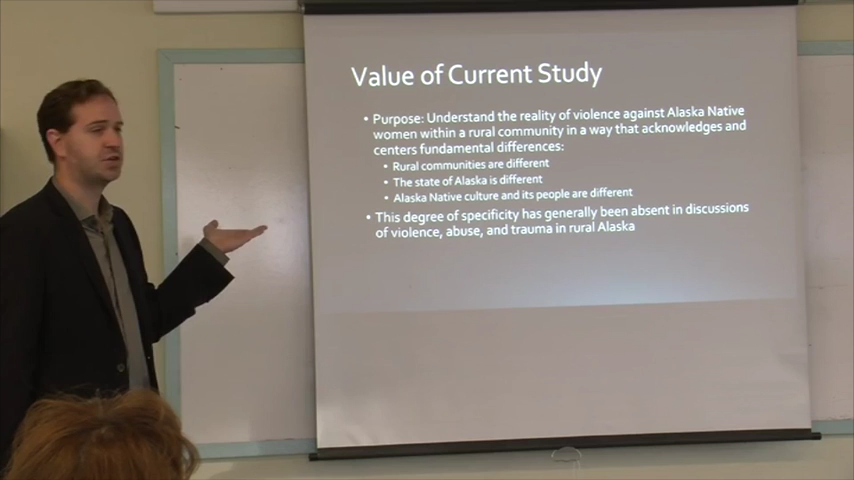 Value of Current Study
• Purpose: Understand the reality of violence against Alaska Native
women within a rural community in a way that acknowledges and
centers fundamental differences:
• Rural communities are different
• The state of Alaska is different
• Alaska Native culture and its people are different
• This degree of specificity has generally been absent in discussions
of violence, abuse, and trauma in rural Alaska